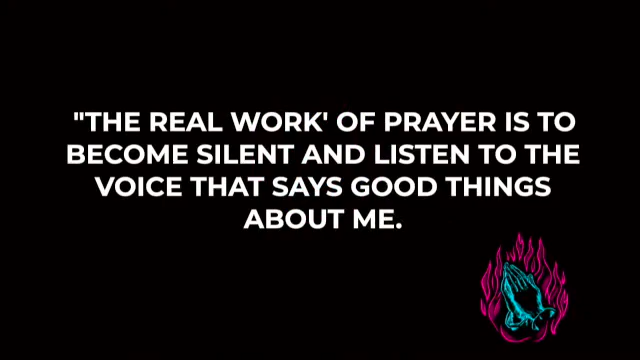 "THE REAL WORK' OF PRAYER IS TO
BECOME SILENT AND LISTEN TO THE
VOICE THAT SAYS GOOD THINGS
ABOUT ME.